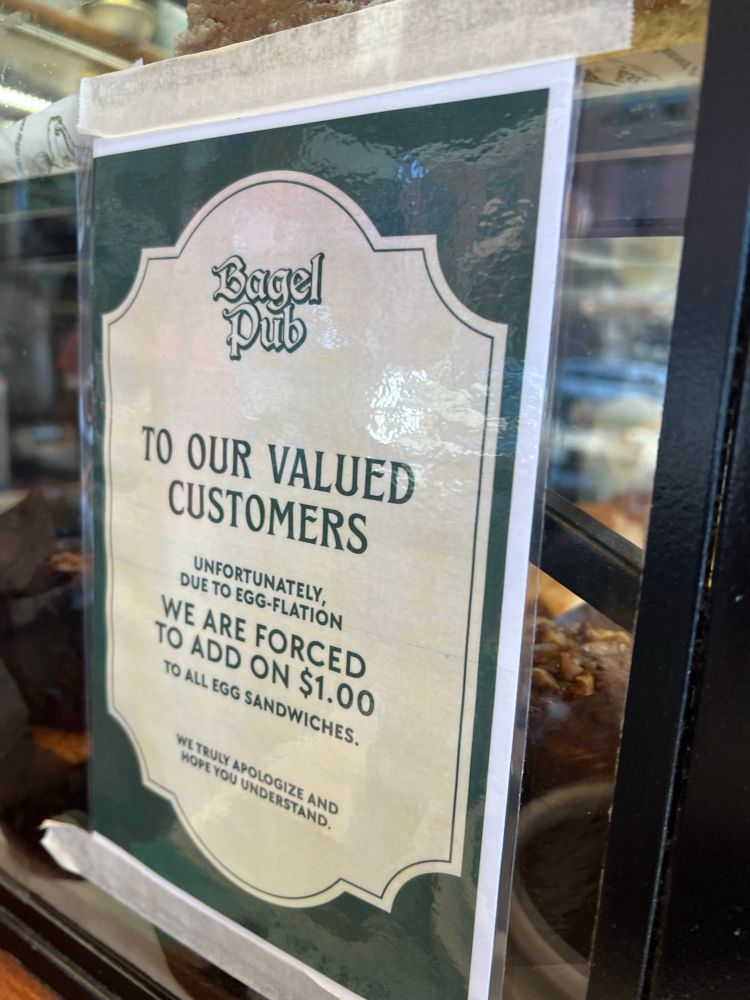 Bagel
Pub
TO OUR VALUED
CUSTOMERS
UNFORTUNATELY,
DUE TO EGG-FLATION
WE ARE FORCED
TO ADD ON $1.00
TO ALL EGG SANDWICHES.
WE TRULY APOLOGIZE AND
HOPE YOU UNDERSTAND.